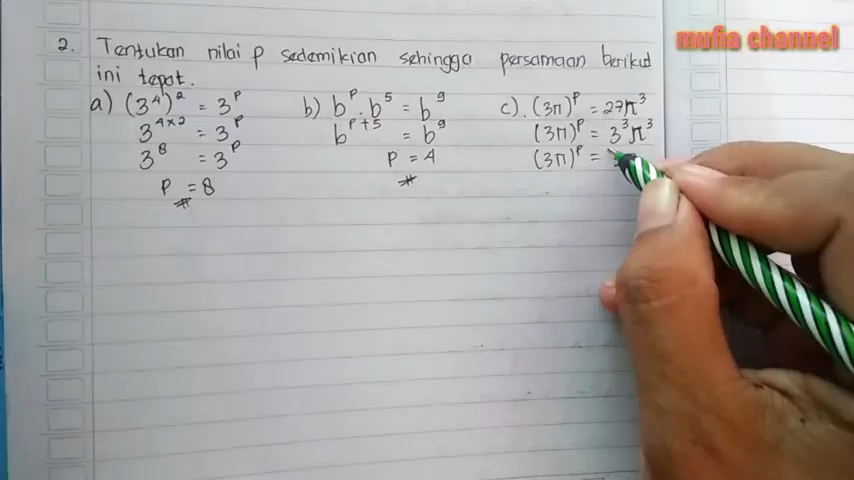 mufia channel
2. Tentukan nilai p sedemikian sehingga persamaan berikut
ini tepat.
a) (3⁴)² = 3ᵖ
3⁴ˣ² = 3ᵖ
3⁸ = 3ᵖ
p = 8
b) bᵖ . b⁵ = b⁹
bᵖ⁺⁵ = b⁹
p = 4
c). (3π)ᵖ = 27π³
(3π)ᵖ = 3³π³
(3π)ᵖ =